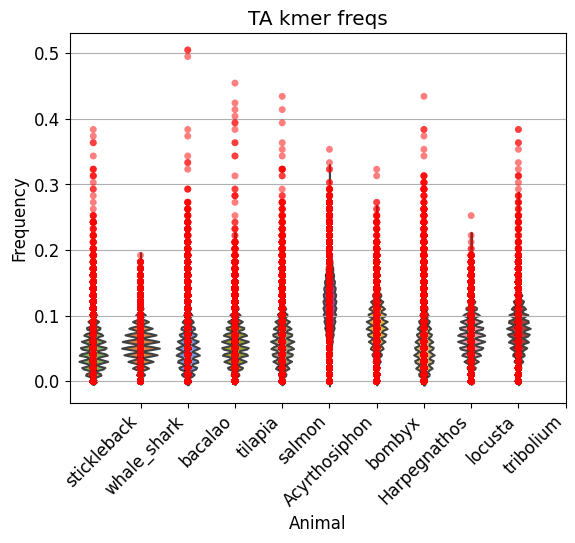 TA kmer freqs
Frequency
0.5
0.4
0.3
0.2
0.1
0.0
stickleback
whale_shark
bacalao
tilapia
salmon
Acyrthosiphon
bombyx
Harpegnathos
locusta
tribolium
Animal